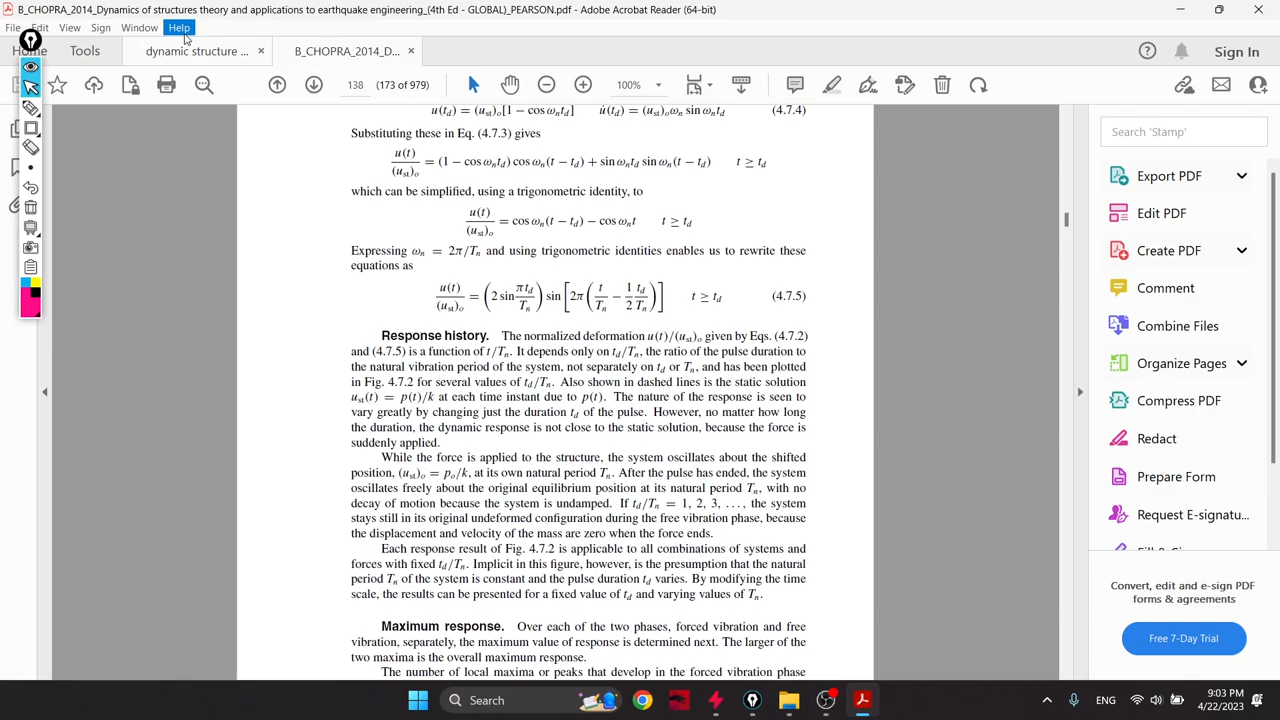 B_CHOPRA_2014_Dynamics of structures theory and applications to earthquake engineering_(4th Ed - GLOBAL)_PEARSON.pdf - Adobe Acrobat Reader (64-bit)
File Edit View Sign Window Help
Home Tools dynamic structure ... × B_CHOPRA_2014_D... × Sign In
138 (173 of 979) 100%
u(t_d) = (u_st)_o[1 − cos ω_n t_d] u̇(t_d) = (u_st)_o ω_n sin ω_n t_d (4.7.4)
Substituting these in Eq. (4.7.3) gives
u(t)/(u_st)_o = (1 − cos ω_n t_d) cos ω_n(t − t_d) + sin ω_n t_d sin ω_n(t − t_d) t ≥ t_d
which can be simplified, using a trigonometric identity, to
u(t)/(u_st)_o = cos ω_n(t − t_d) − cos ω_n t t ≥ t_d
Expressing ω_n = 2π/T_n and using trigonometric identities enables us to rewrite these
equations as
u(t)/(u_st)_o = (2 sin πt_d/T_n) sin [2π(t/T_n − 1/2 t_d/T_n)] t ≥ t_d (4.7.5)
Response history. The normalized deformation u(t)/(u_st)_o given by Eqs. (4.7.2)
and (4.7.5) is a function of t/T_n. It depends only on t_d/T_n, the ratio of the pulse duration to
the natural vibration period of the system, not separately on t_d or T_n, and has been plotted
in Fig. 4.7.2 for several values of t_d/T_n. Also shown in dashed lines is the static solution
u_st(t) = p(t)/k at each time instant due to p(t). The nature of the response is seen to
vary greatly by changing just the duration t_d of the pulse. However, no matter how long
the duration, the dynamic response is not close to the static solution, because the force is
suddenly applied.
While the force is applied to the structure, the system oscillates about the shifted
position, (u_st)_o = p_o/k, at its own natural period T_n. After the pulse has ended, the system
oscillates freely about the original equilibrium position at its natural period T_n, with no
decay of motion because the system is undamped. If t_d/T_n = 1, 2, 3, . . . , the system
stays still in its original undeformed configuration during the free vibration phase, because
the displacement and velocity of the mass are zero when the force ends.
Each response result of Fig. 4.7.2 is applicable to all combinations of systems and
forces with fixed t_d/T_n. Implicit in this figure, however, is the presumption that the natural
period T_n of the system is constant and the pulse duration t_d varies. By modifying the time
scale, the results can be presented for a fixed value of t_d and varying values of T_n.
Maximum response. Over each of the two phases, forced vibration and free
vibration, separately, the maximum value of response is determined next. The larger of the
two maxima is the overall maximum response.
The number of local maxima or peaks that develop in the forced vibration phase
Search 'Stamp'
Export PDF
Edit PDF
Create PDF
Comment
Combine Files
Organize Pages
Compress PDF
Redact
Prepare Form
Request E-signatu...
Convert, edit and e-sign PDF
forms & agreements
Free 7-Day Trial
Search
ENG
9:03 PM
4/22/2023